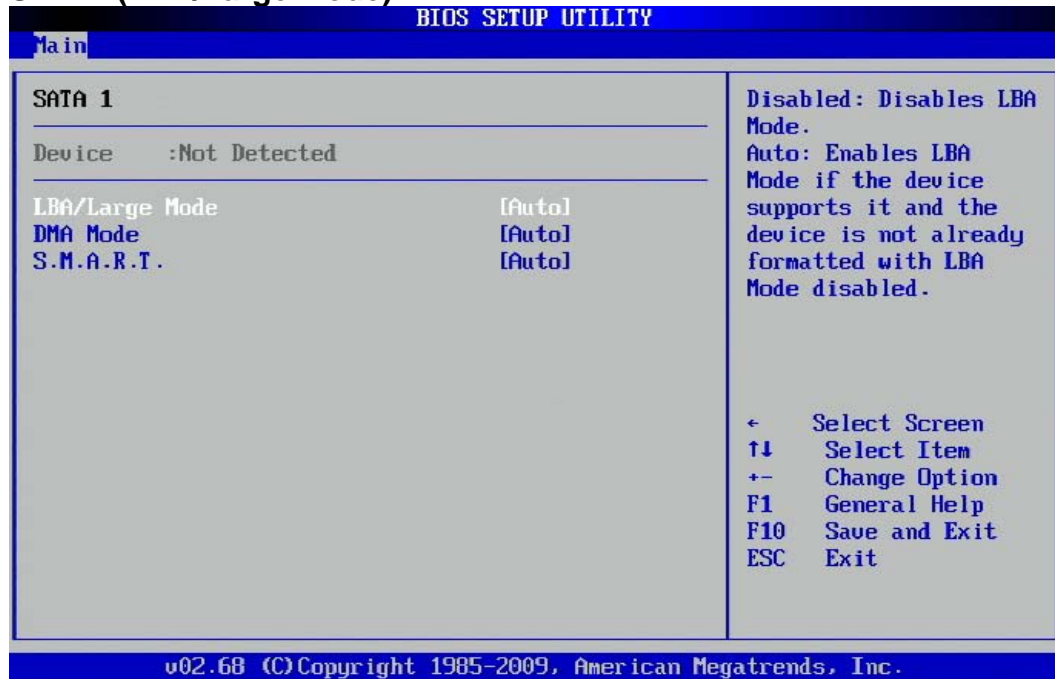 BIOS SETUP UTILITY
Main
SATA 1
Device :Not Detected
LBA/Large Mode [Auto]
DMA Mode [Auto]
S.M.A.R.T. [Auto]
Disabled: Disables LBA
Mode.
Auto: Enables LBA
Mode if the device
supports it and the
device is not already
formatted with LBA
Mode disabled.
← Select Screen
↑↓ Select Item
+- Change Option
F1 General Help
F10 Save and Exit
ESC Exit
v02.68 (C)Copyright 1985-2009, American Megatrends, Inc.